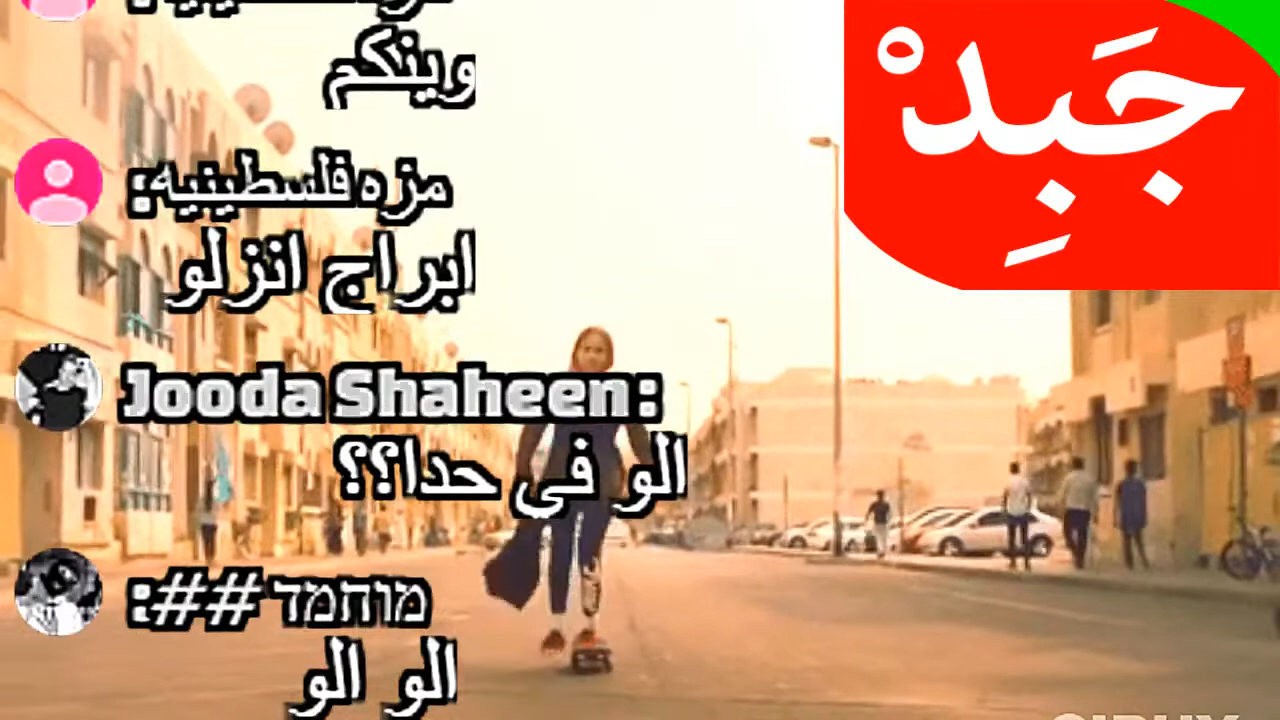 وينكم
جَبِدْ
مزه فلسطينيه:
ابراج انزلو
Jooda Shaheen:
الو في حدا؟؟
מוחמד ##:
الو الو